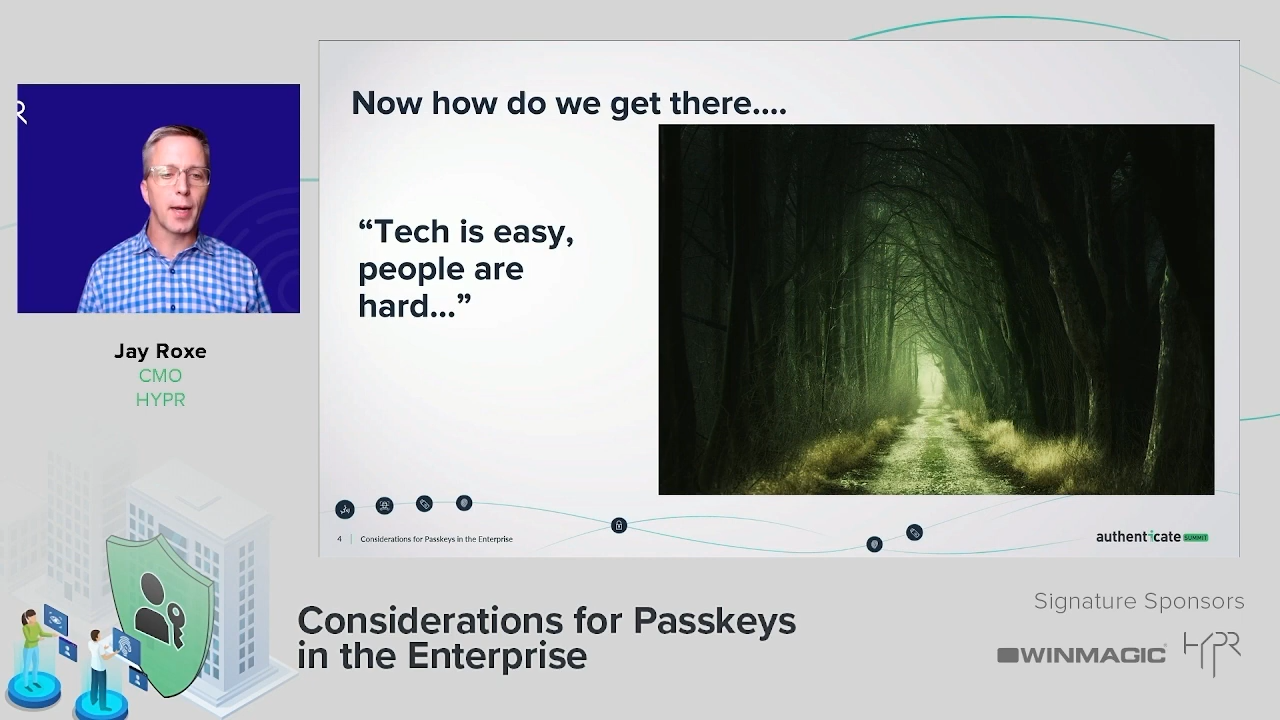 R
Now how do we get there....
“Tech is easy,
people are
hard...”
Jay Roxe
CMO
HYPR
4 | Considerations for Passkeys in the Enterprise
authenticate SUMMIT
Considerations for Passkeys
in the Enterprise
Signature Sponsors
WINMAGIC
HYPR